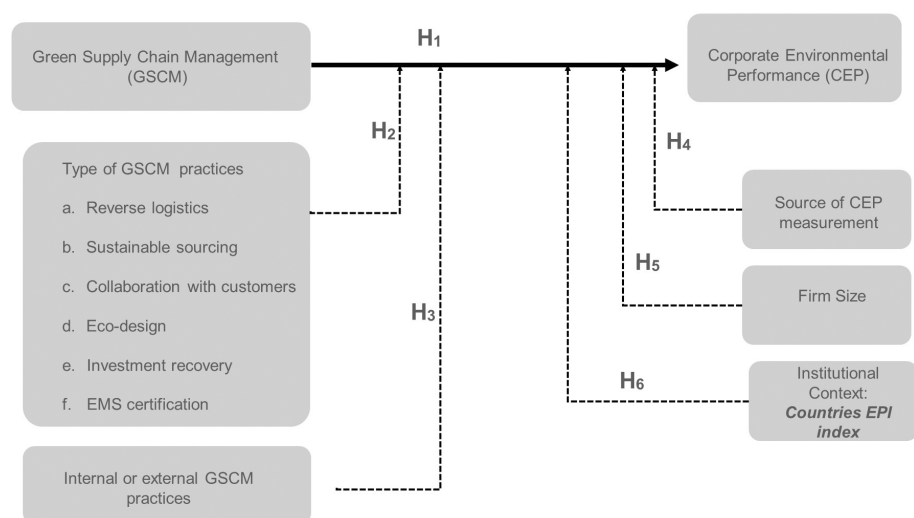 H1
Green Supply Chain Management
(GSCM)
Corporate Environmental
Performance (CEP)
H2
H4
Type of GSCM practices
a. Reverse logistics
b. Sustainable sourcing
c. Collaboration with customers
d. Eco-design
e. Investment recovery
f. EMS certification
Source of CEP
measurement
H5
Firm Size
H3
H6
Institutional
Context:
Countries EPI
index
Internal or external GSCM
practices